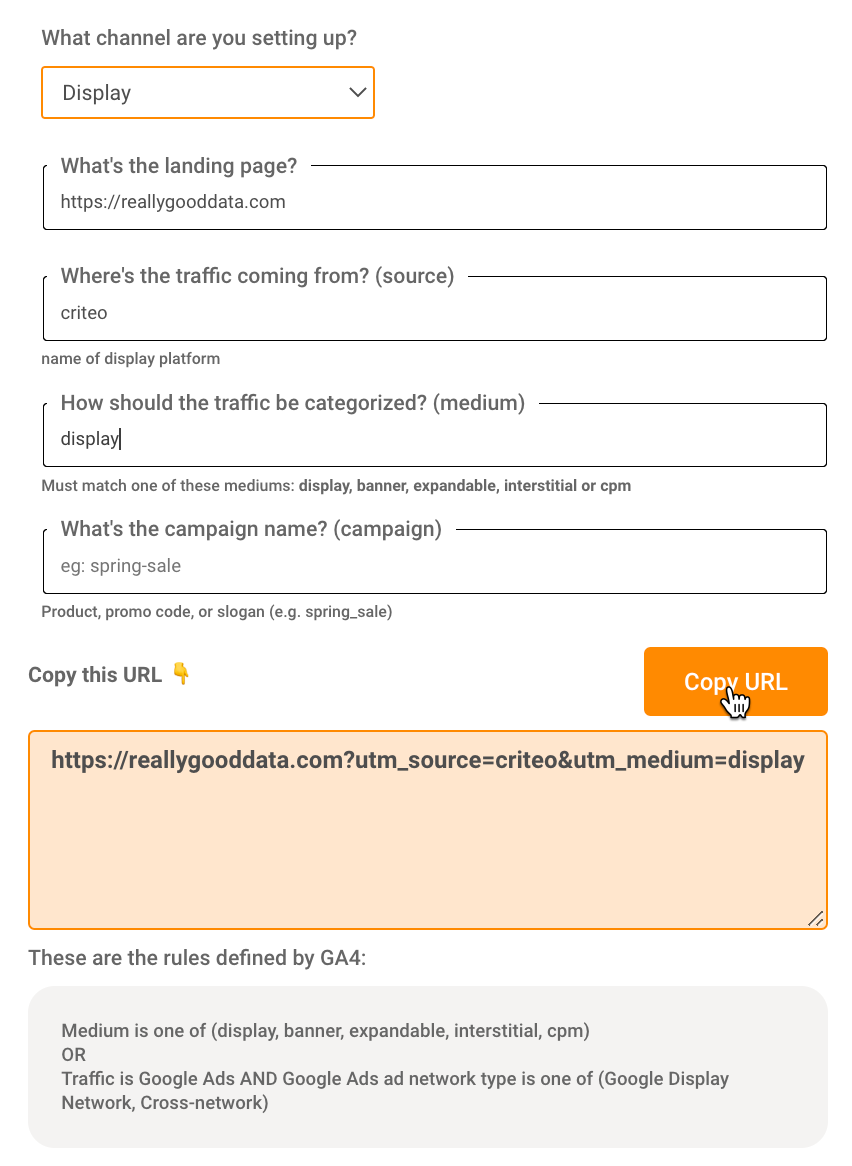 What channel are you setting up?
Display
What's the landing page?
https://reallygooddata.com
Where's the traffic coming from? (source)
criteo
name of display platform
How should the traffic be categorized? (medium)
display
Must match one of these mediums: display, banner, expandable, interstitial or cpm
What's the campaign name? (campaign)
eg: spring-sale
Product, promo code, or slogan (e.g. spring_sale)
Copy this URL 👇
Copy URL
https://reallygooddata.com?utm_source=criteo&utm_medium=display
These are the rules defined by GA4:
Medium is one of (display, banner, expandable, interstitial, cpm)
OR
Traffic is Google Ads AND Google Ads ad network type is one of (Google Display
Network, Cross-network)